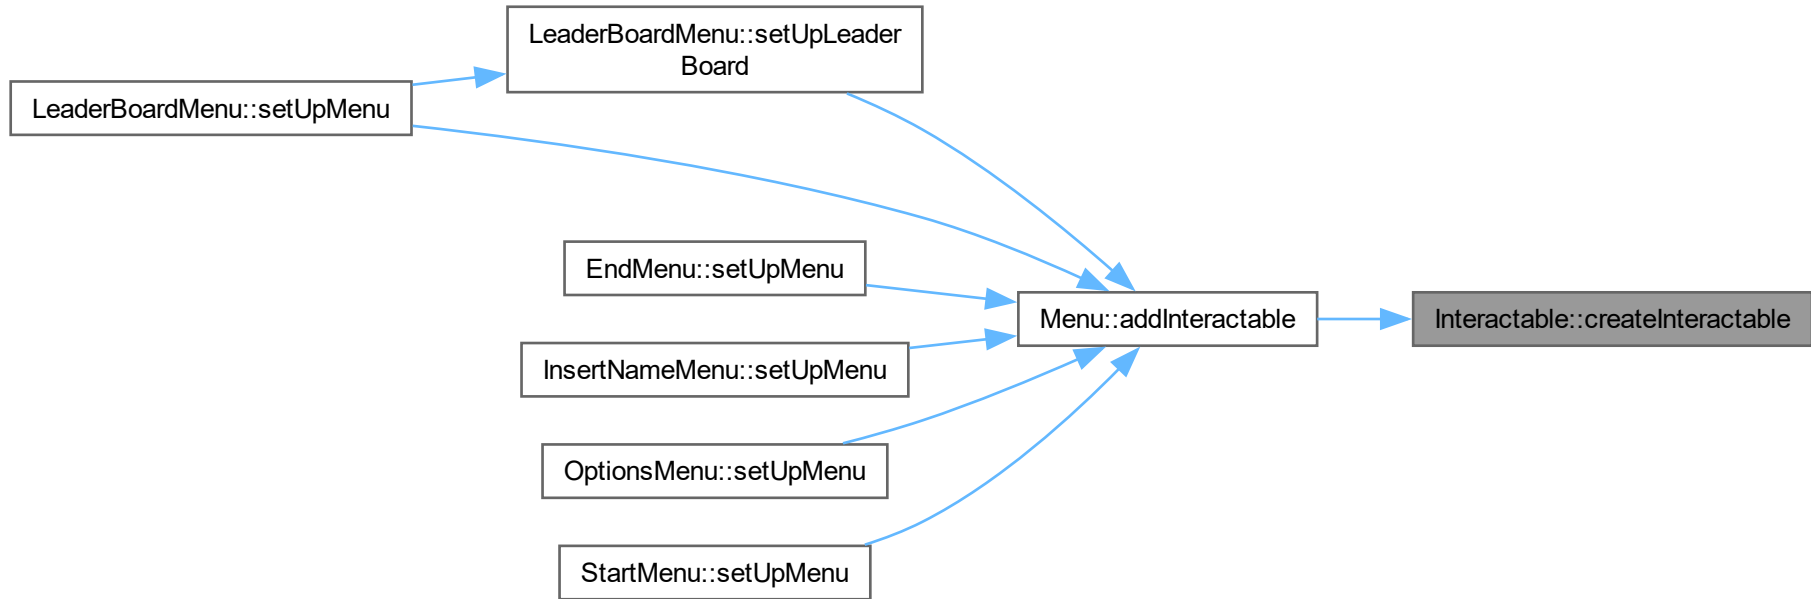 LeaderBoardMenu::setUpLeader
Board
LeaderBoardMenu::setUpMenu
EndMenu::setUpMenu
Menu::addInteractable
Interactable::createInteractable
InsertNameMenu::setUpMenu
OptionsMenu::setUpMenu
StartMenu::setUpMenu